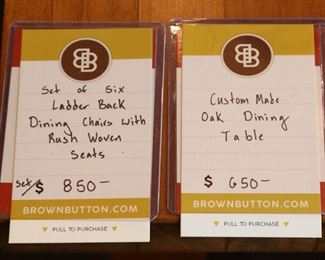 Set of Six
Ladder Back
Dining Chairs with
Rush Woven
Seats
Set/$ 850-
BROWNBUTTON.COM
PULL TO PURCHASE
Custom Made
Oak Dining
Table
$ 650-
BROWNBUTTON.COM
PULL TO PURCHASE